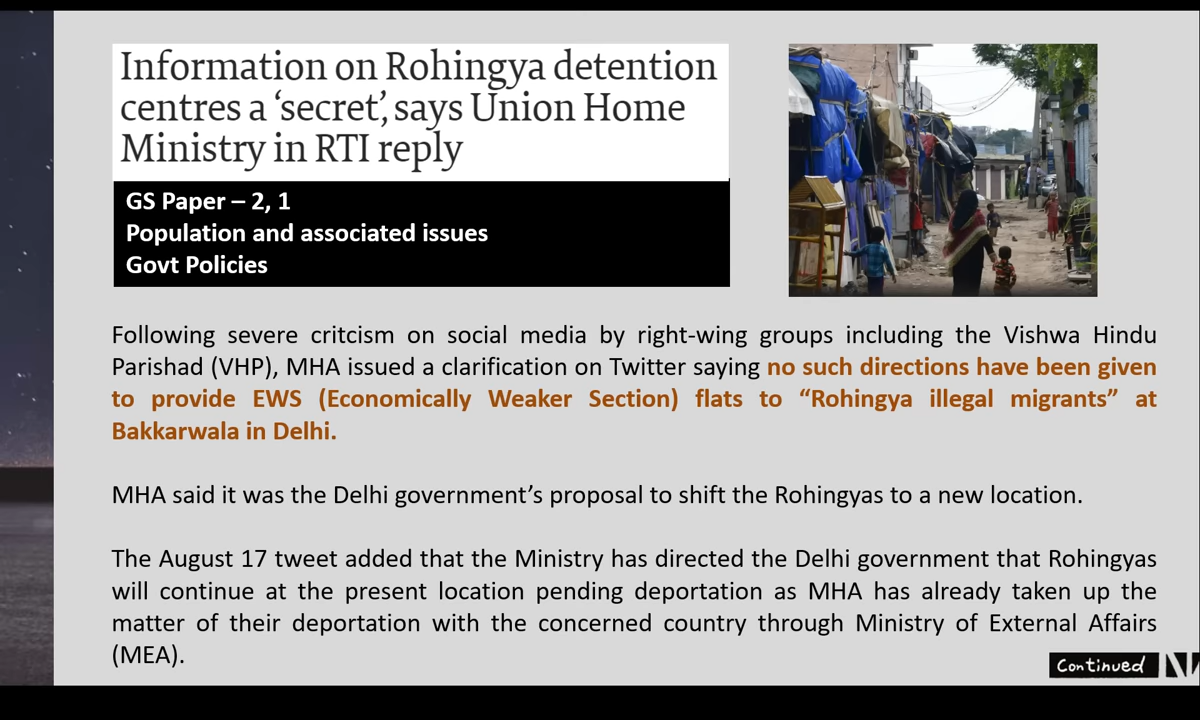 Information on Rohingya detention
centres a ‘secret’, says Union Home
Ministry in RTI reply
GS Paper – 2, 1
Population and associated issues
Govt Policies
Following severe critcism on social media by right-wing groups including the Vishwa Hindu
Parishad (VHP), MHA issued a clarification on Twitter saying no such directions have been given
to provide EWS (Economically Weaker Section) flats to “Rohingya illegal migrants” at
Bakkarwala in Delhi.
MHA said it was the Delhi government’s proposal to shift the Rohingyas to a new location.
The August 17 tweet added that the Ministry has directed the Delhi government that Rohingyas
will continue at the present location pending deportation as MHA has already taken up the
matter of their deportation with the concerned country through Ministry of External Affairs
(MEA).
Continued